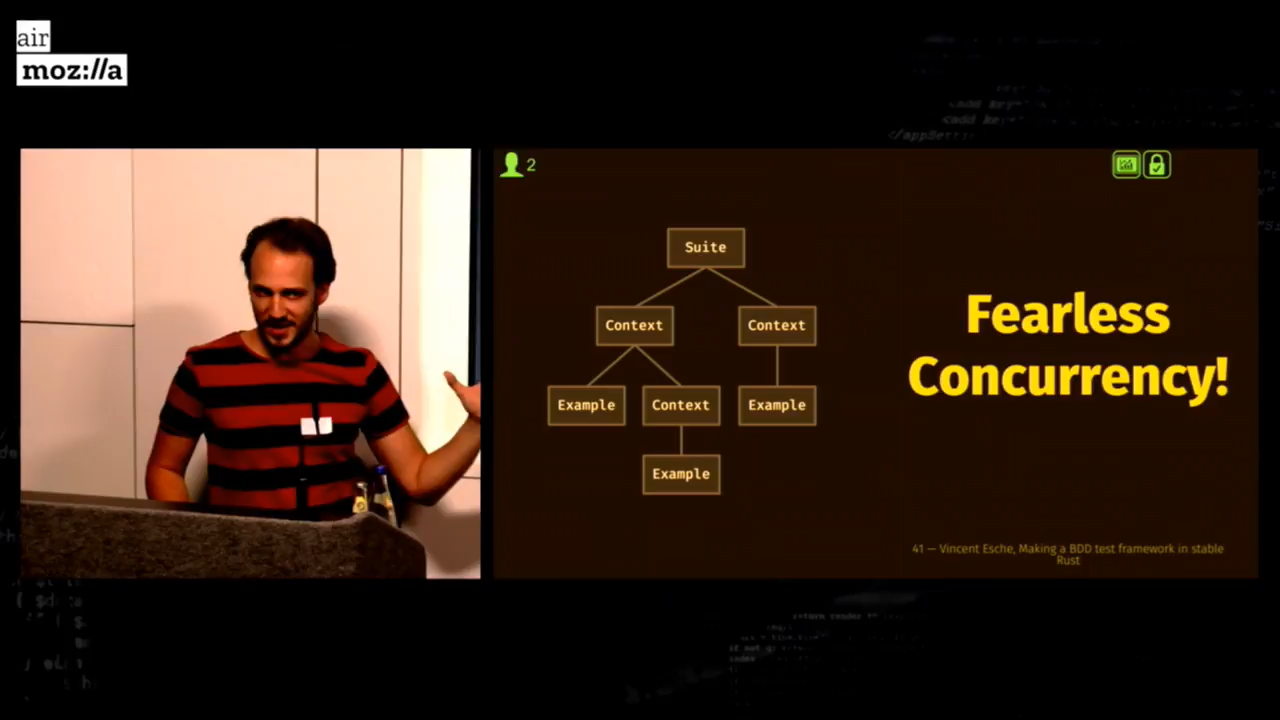 air
moz://a
2
Suite
Context Context
Example Context Example
Example
Fearless
Concurrency!
41 — Vincent Esche, Making a BDD test framework in stable
Rust
</appSett